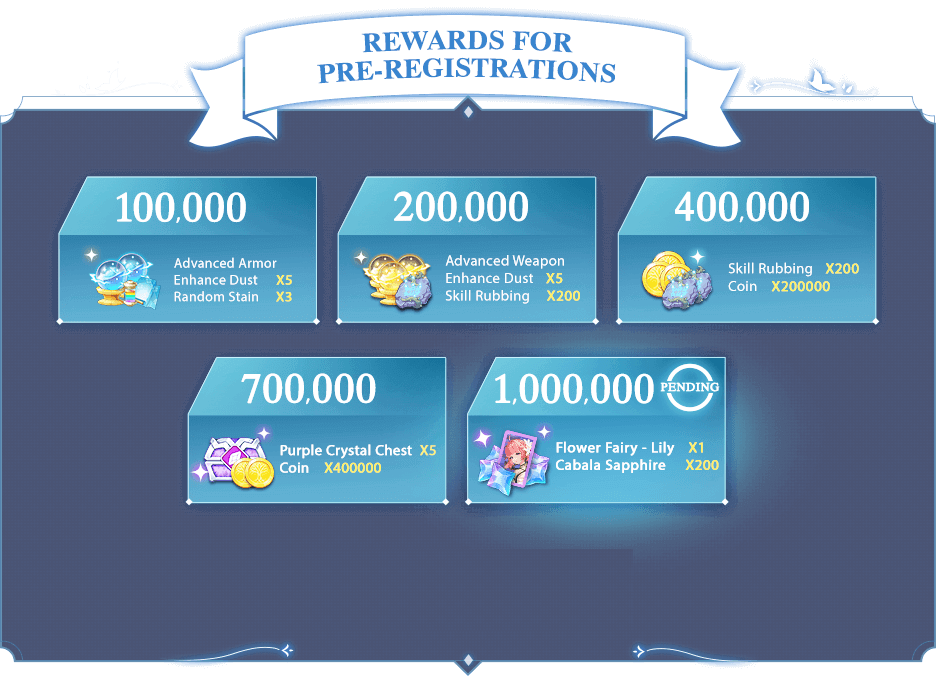 REWARDS FOR
PRE-REGISTRATIONS
100,000
Advanced Armor
Enhance Dust X5
Random Stain X3
200,000
Advanced Weapon
Enhance Dust X5
Skill Rubbing X200
400,000
Skill Rubbing X200
Coin X200000
700,000
Purple Crystal Chest X5
Coin X400000
1,000,000
PENDING
Flower Fairy - Lily X1
Cabala Sapphire X200